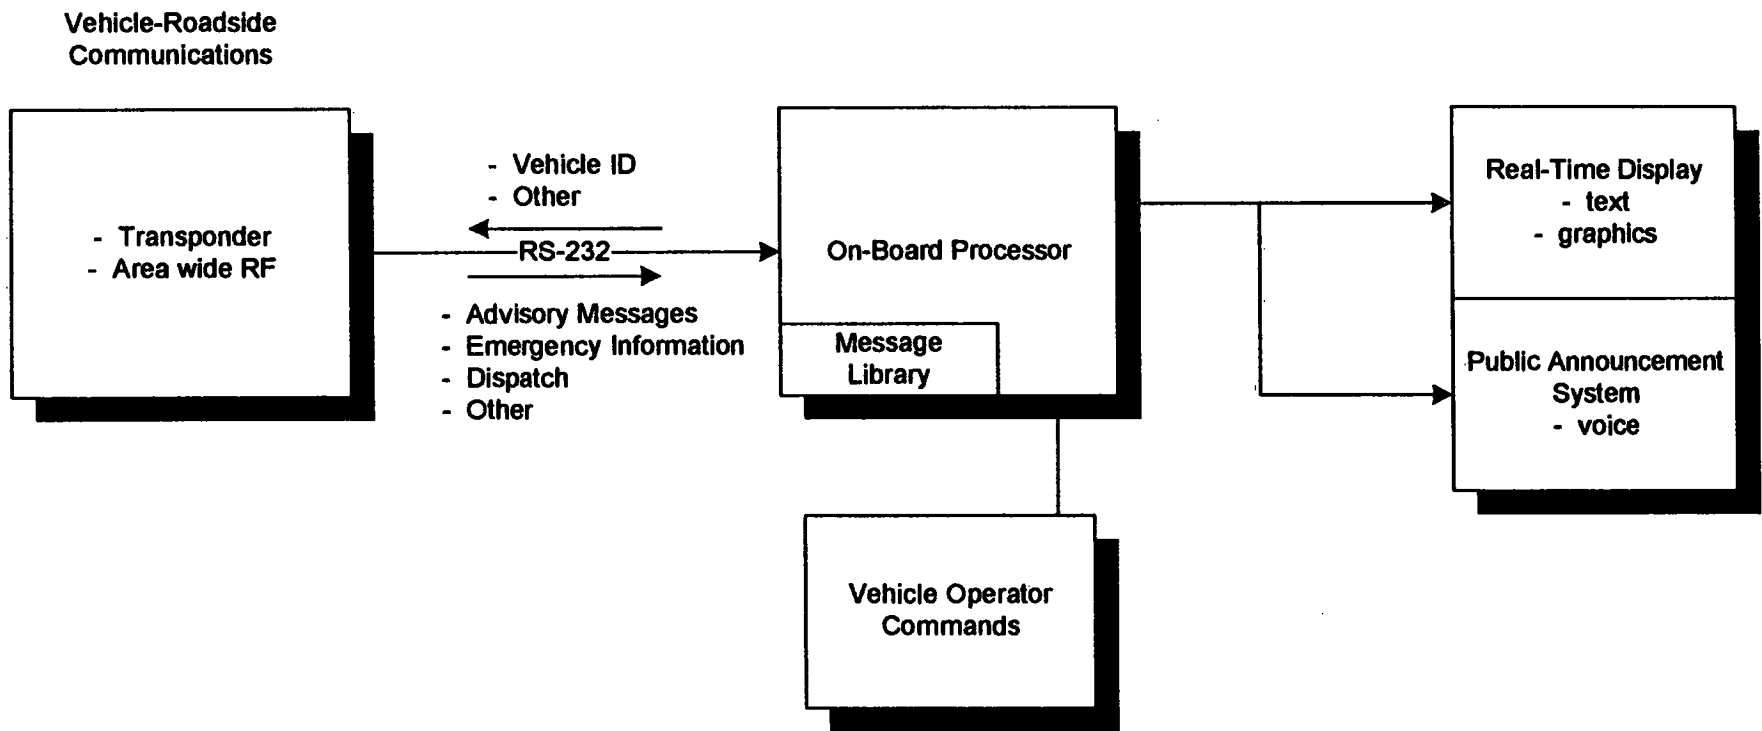 Vehicle-Roadside
Communications
- Transponder
- Area wide RF
- Vehicle ID
- Other
RS-232
- Advisory Messages
- Emergency Information
- Dispatch
- Other
On-Board Processor
Message
Library
Vehicle Operator
Commands
Real-Time Display
- text
- graphics
Public Announcement
System
- voice